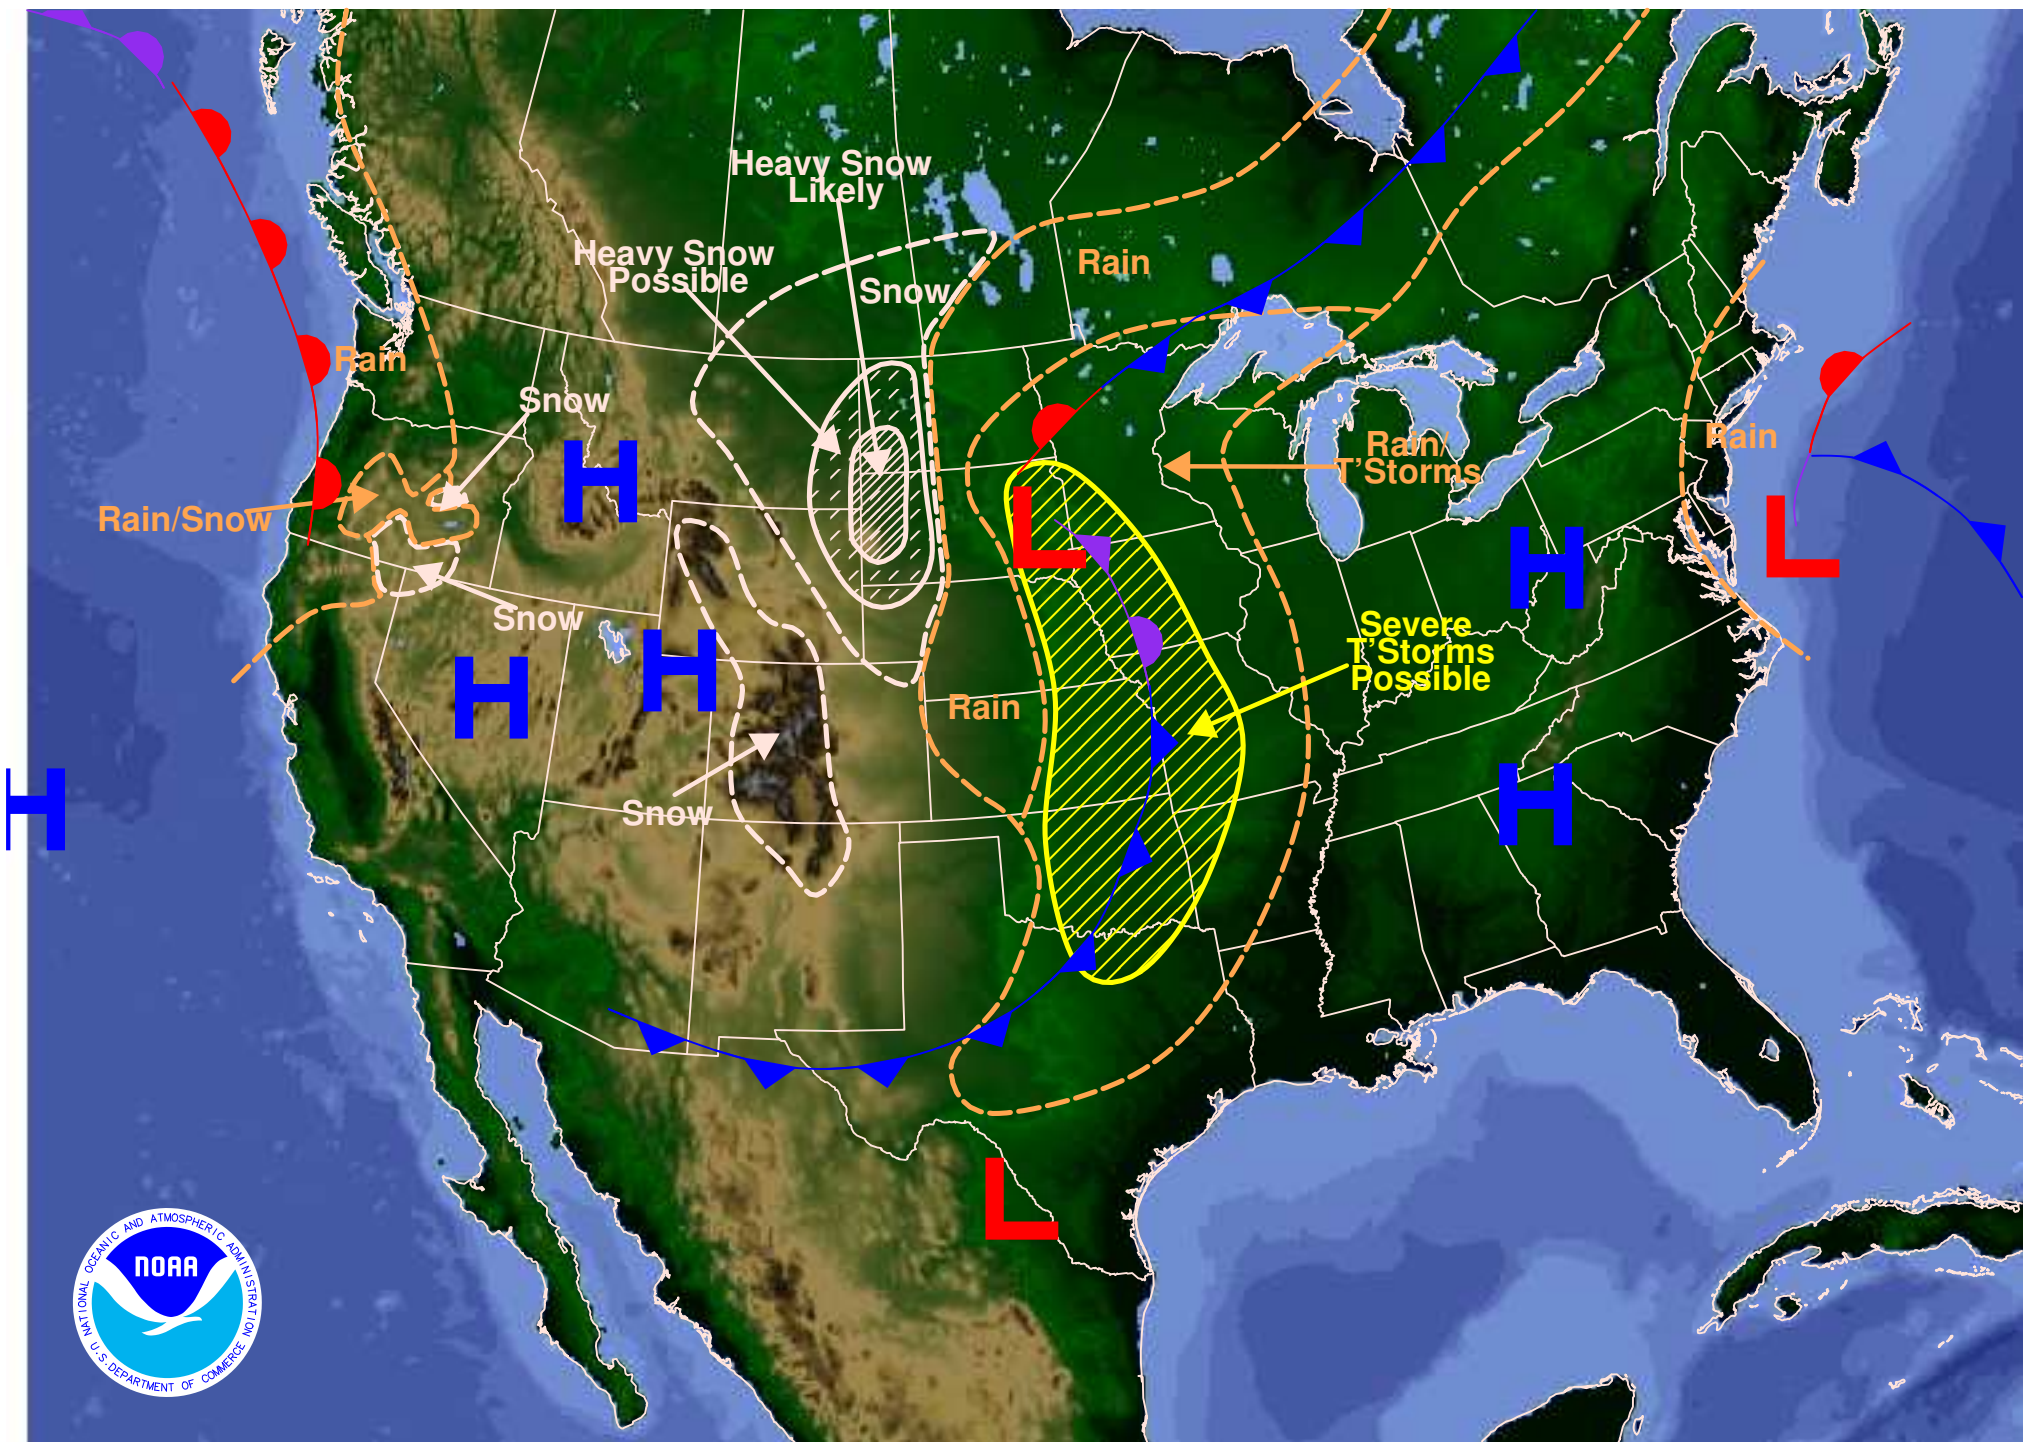 Heavy Snow
Likely
Heavy Snow
Possible
Snow
Rain
Rain
Snow
Rain/Snow
Snow
Rain/
T'Storms
Rain
H
L
H
L
H
H
H
Severe
T'Storms
Possible
Rain
Snow
H
H
L
NATIONAL OCEANIC AND ATMOSPHERIC ADMINISTRATION
NOAA
U.S. DEPARTMENT OF COMMERCE